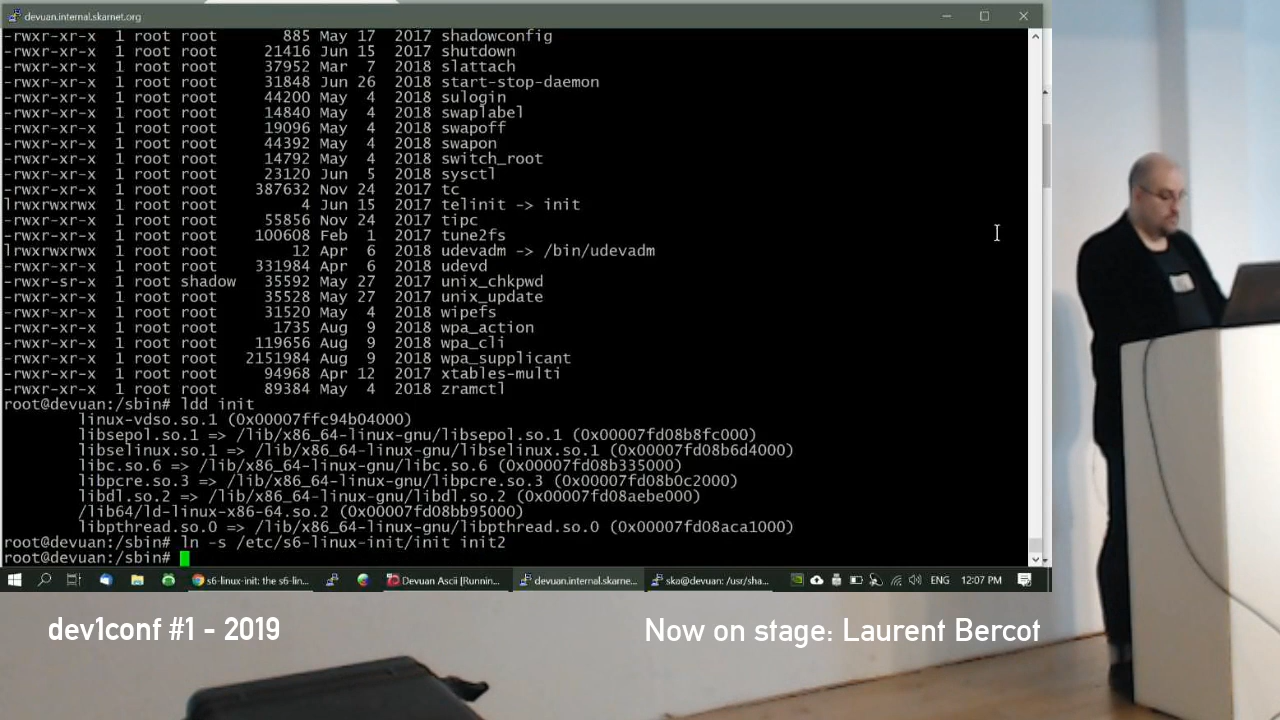 devuan.internal.skarnet.org
-rwxr-xr-x 1 root root 885 May 17 2017 shadowconfig
-rwxr-xr-x 1 root root 21416 Jun 15 2017 shutdown
-rwxr-xr-x 1 root root 37952 Mar 7 2018 slattach
-rwxr-xr-x 1 root root 31848 Jun 26 2018 start-stop-daemon
-rwxr-xr-x 1 root root 44200 May 4 2018 sulogin
-rwxr-xr-x 1 root root 14840 May 4 2018 swaplabel
-rwxr-xr-x 1 root root 19096 May 4 2018 swapoff
-rwxr-xr-x 1 root root 44392 May 4 2018 swapon
-rwxr-xr-x 1 root root 14792 May 4 2018 switch_root
-rwxr-xr-x 1 root root 23120 Jun 5 2018 sysctl
-rwxr-xr-x 1 root root 387632 Nov 24 2017 tc
lrwxrwxrwx 1 root root 4 Jun 15 2017 telinit -> init
-rwxr-xr-x 1 root root 55856 Nov 24 2017 tipc
-rwxr-xr-x 1 root root 100608 Feb 1 2017 tune2fs
lrwxrwxrwx 1 root root 12 Apr 6 2018 udevadm -> /bin/udevadm
-rwxr-xr-x 1 root root 331984 Apr 6 2018 udevd
-rwxr-sr-x 1 root shadow 35592 May 27 2017 unix_chkpwd
-rwxr-xr-x 1 root root 35528 May 27 2017 unix_update
-rwxr-xr-x 1 root root 31520 May 4 2018 wipefs
-rwxr-xr-x 1 root root 1735 Aug 9 2018 wpa_action
-rwxr-xr-x 1 root root 119656 Aug 9 2018 wpa_cli
-rwxr-xr-x 1 root root 2151984 Aug 9 2018 wpa_supplicant
-rwxr-xr-x 1 root root 94968 Apr 12 2017 xtables-multi
-rwxr-xr-x 1 root root 89384 May 4 2018 zramctl
root@devuan:/sbin# ldd init
linux-vdso.so.1 (0x00007ffc94b04000)
libsepol.so.1 => /lib/x86_64-linux-gnu/libsepol.so.1 (0x00007fd08b8fc000)
libselinux.so.1 => /lib/x86_64-linux-gnu/libselinux.so.1 (0x00007fd08b6d4000)
libc.so.6 => /lib/x86_64-linux-gnu/libc.so.6 (0x00007fd08b335000)
libpcre.so.3 => /lib/x86_64-linux-gnu/libpcre.so.3 (0x00007fd08b0c2000)
libdl.so.2 => /lib/x86_64-linux-gnu/libdl.so.2 (0x00007fd08aebe000)
/lib64/ld-linux-x86-64.so.2 (0x00007fd08bb95000)
libpthread.so.0 => /lib/x86_64-linux-gnu/libpthread.so.0 (0x00007fd08aca1000)
root@devuan:/sbin# ln -s /etc/s6-linux-init/init init2
root@devuan:/sbin#
s6-linux-init: the s6-lin... Devuan Ascii [Runnin... devuan.internal.skarne... ska@devuan: /usr/sha... ENG 12:07 PM
dev1conf #1 - 2019
Now on stage: Laurent Bercot